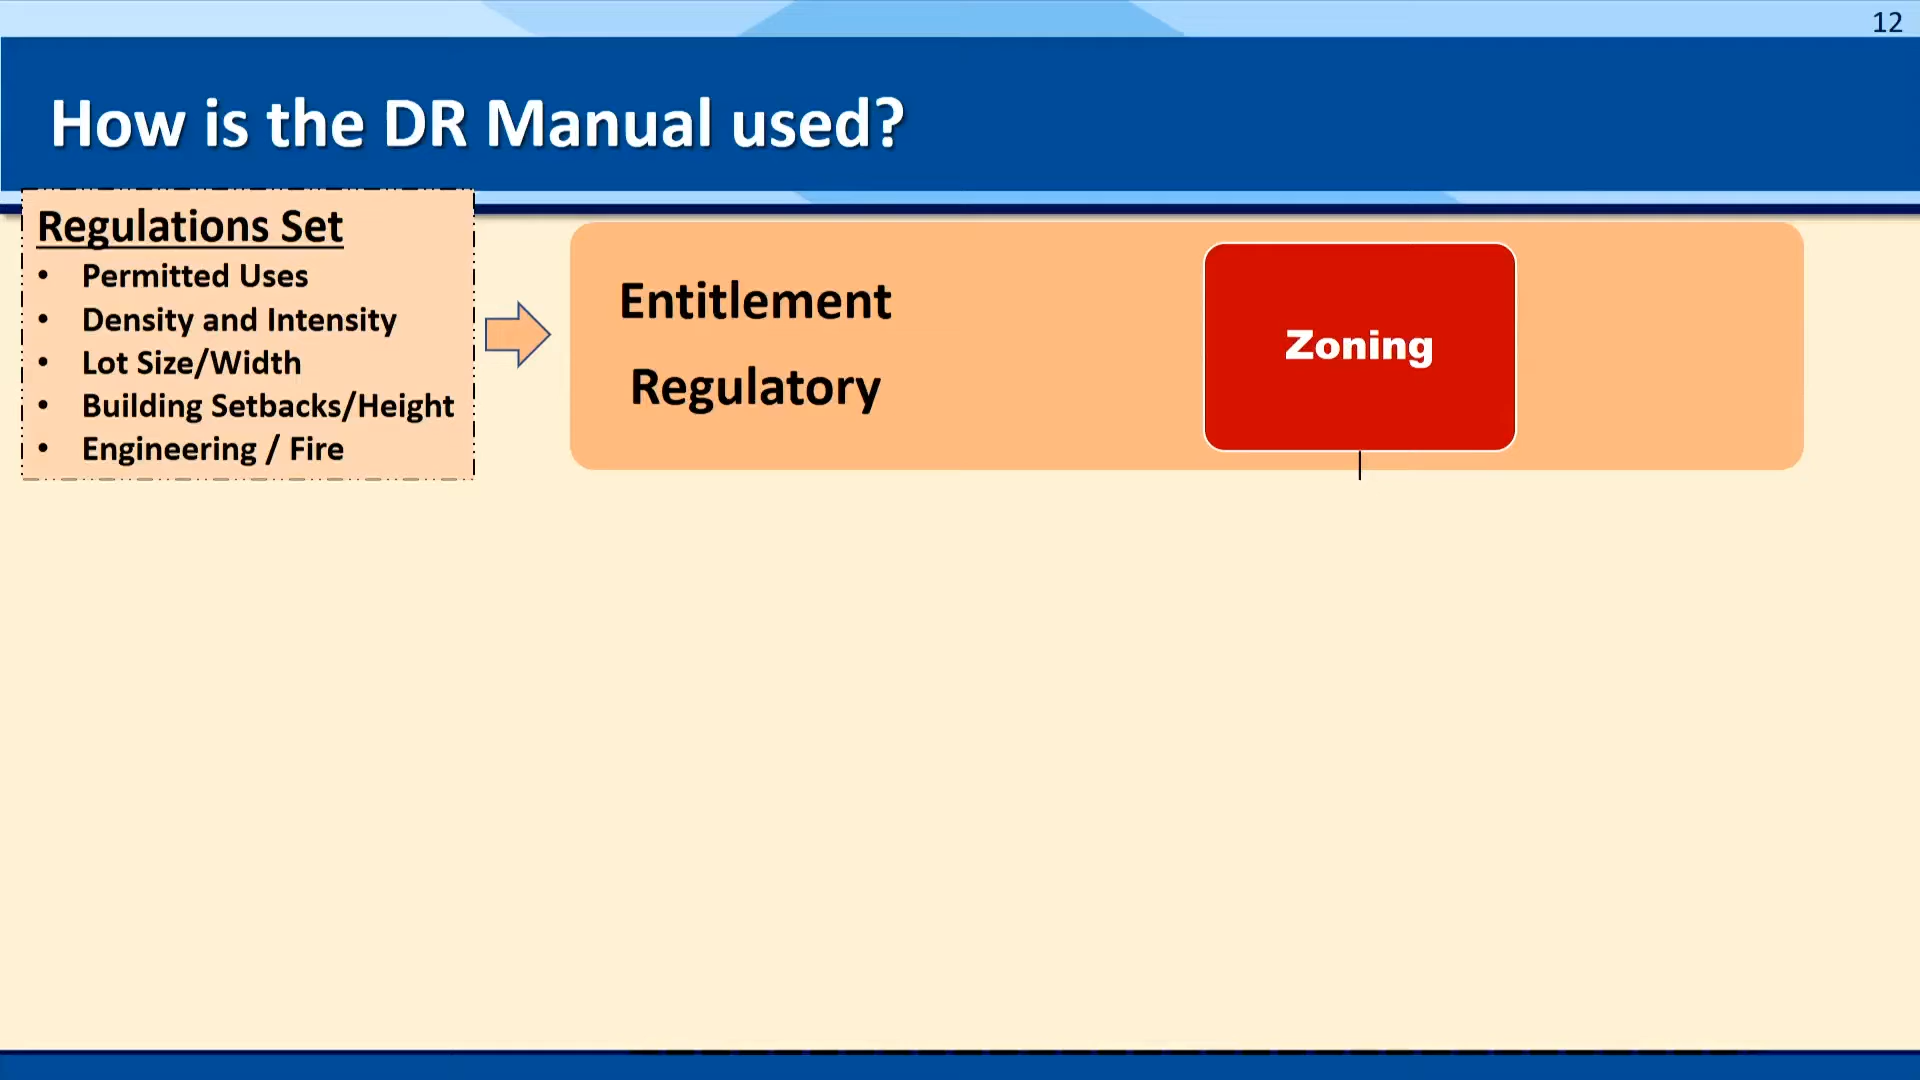 12
How is the DR Manual used?
Regulations Set
• Permitted Uses
• Density and Intensity
• Lot Size/Width
• Building Setbacks/Height
• Engineering / Fire
Entitlement
Regulatory
Zoning